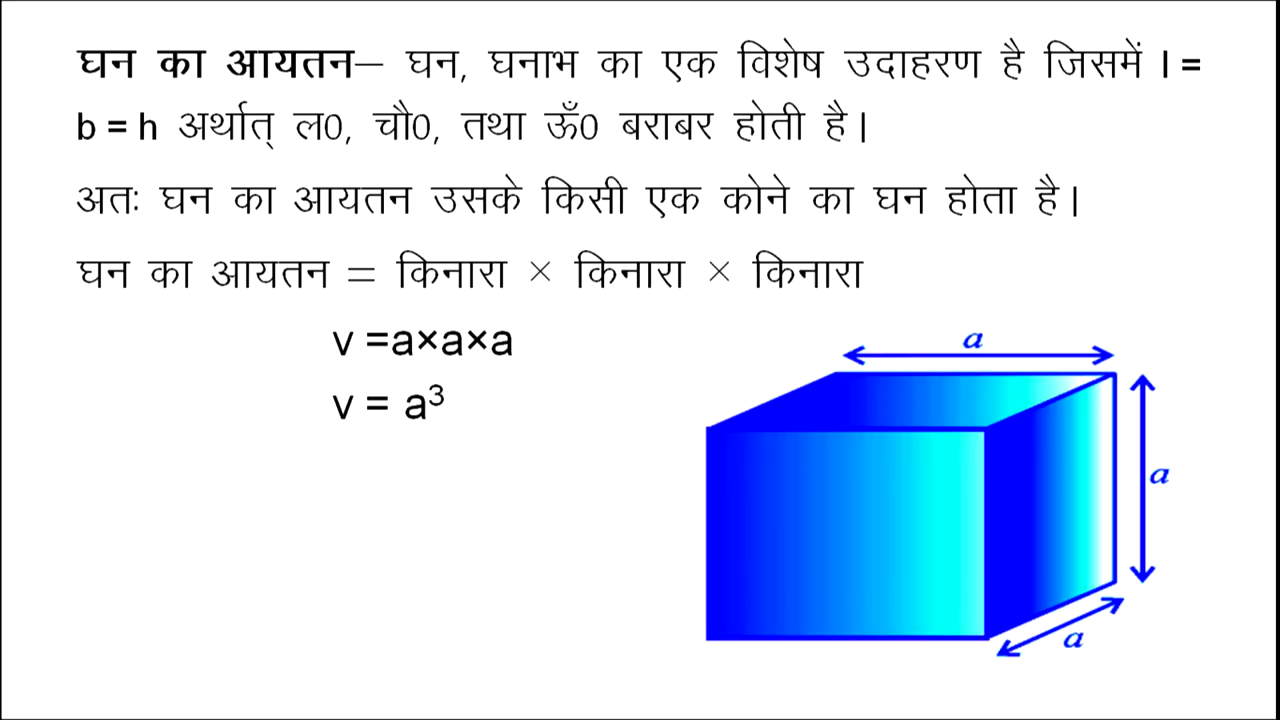 घन का आयतन– घन, घनाभ का एक विशेष उदाहरण है जिसमें l =
b = h अर्थात् ल0, चौ0, तथा ऊँ0 बराबर होती है।
अतः घन का आयतन उसके किसी एक कोने का घन होता है।
घन का आयतन = किनारा × किनारा × किनारा
v =a×a×a
v = a³
a
a
a